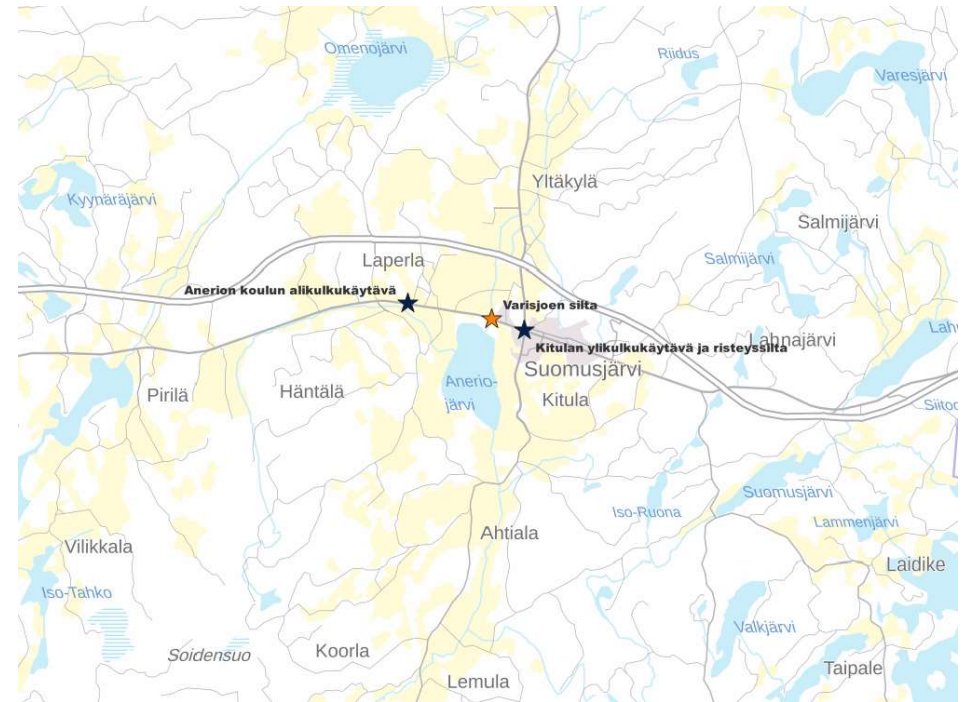 Omenojärvi
Riidus
Varesjärvi
Yltäkylä
Kyynäräjärvi
Salmijärvi
Salmijärvi
Laperla
Anerion koulun alikulkukäytävä
Varisjoen silta
Kitulan ylikulkukäytävä ja risteyssilta
Lahnajärvi
Suomusjärvi
Anerio-
järvi
Pirilä
Häntälä
Kitula
Suomusjärvi
Iso-Ruona
Lammenjärvi
Ahtiala
Vilikkala
Laidike
Iso-Tahko
Valkjärvi
Soidensuo
Koorla
Taipale
Lemula